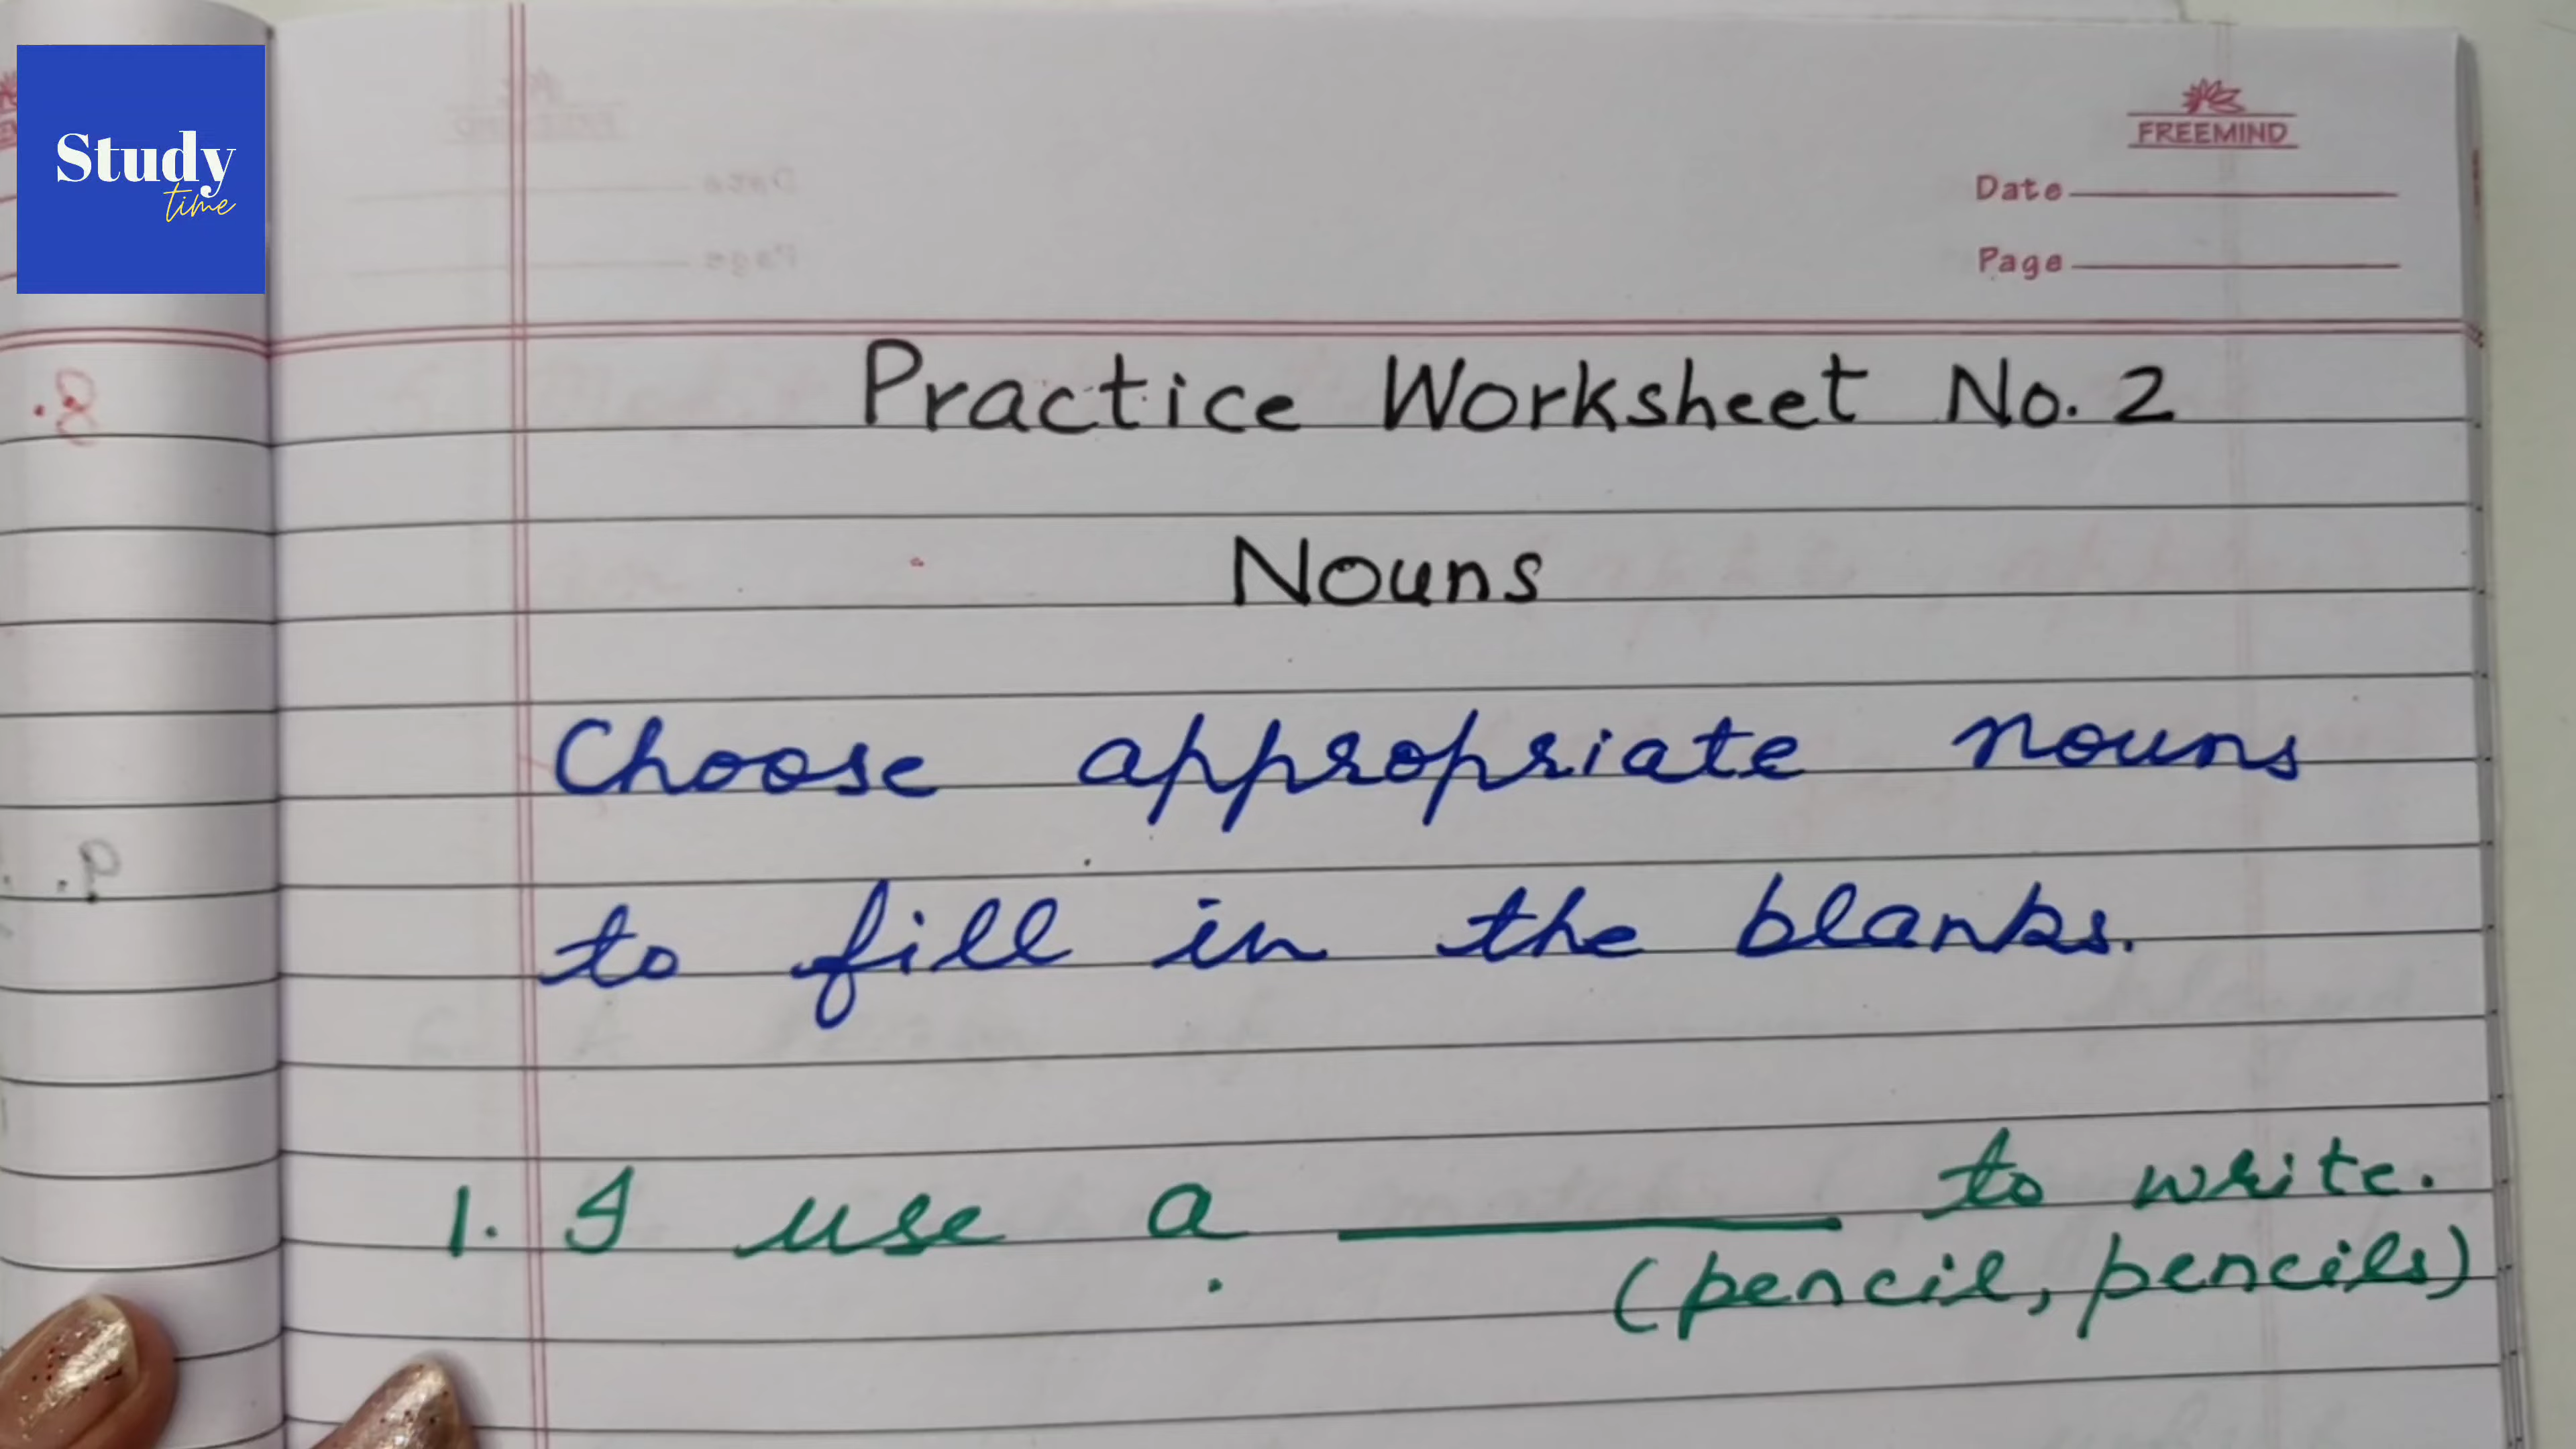 Study
time
FREEMIND
Date
Page
Practice Worksheet No. 2
Nouns
Choose appropriate nouns
to fill in the blanks.
1. I use a ________ to write.
(pencil, pencils)